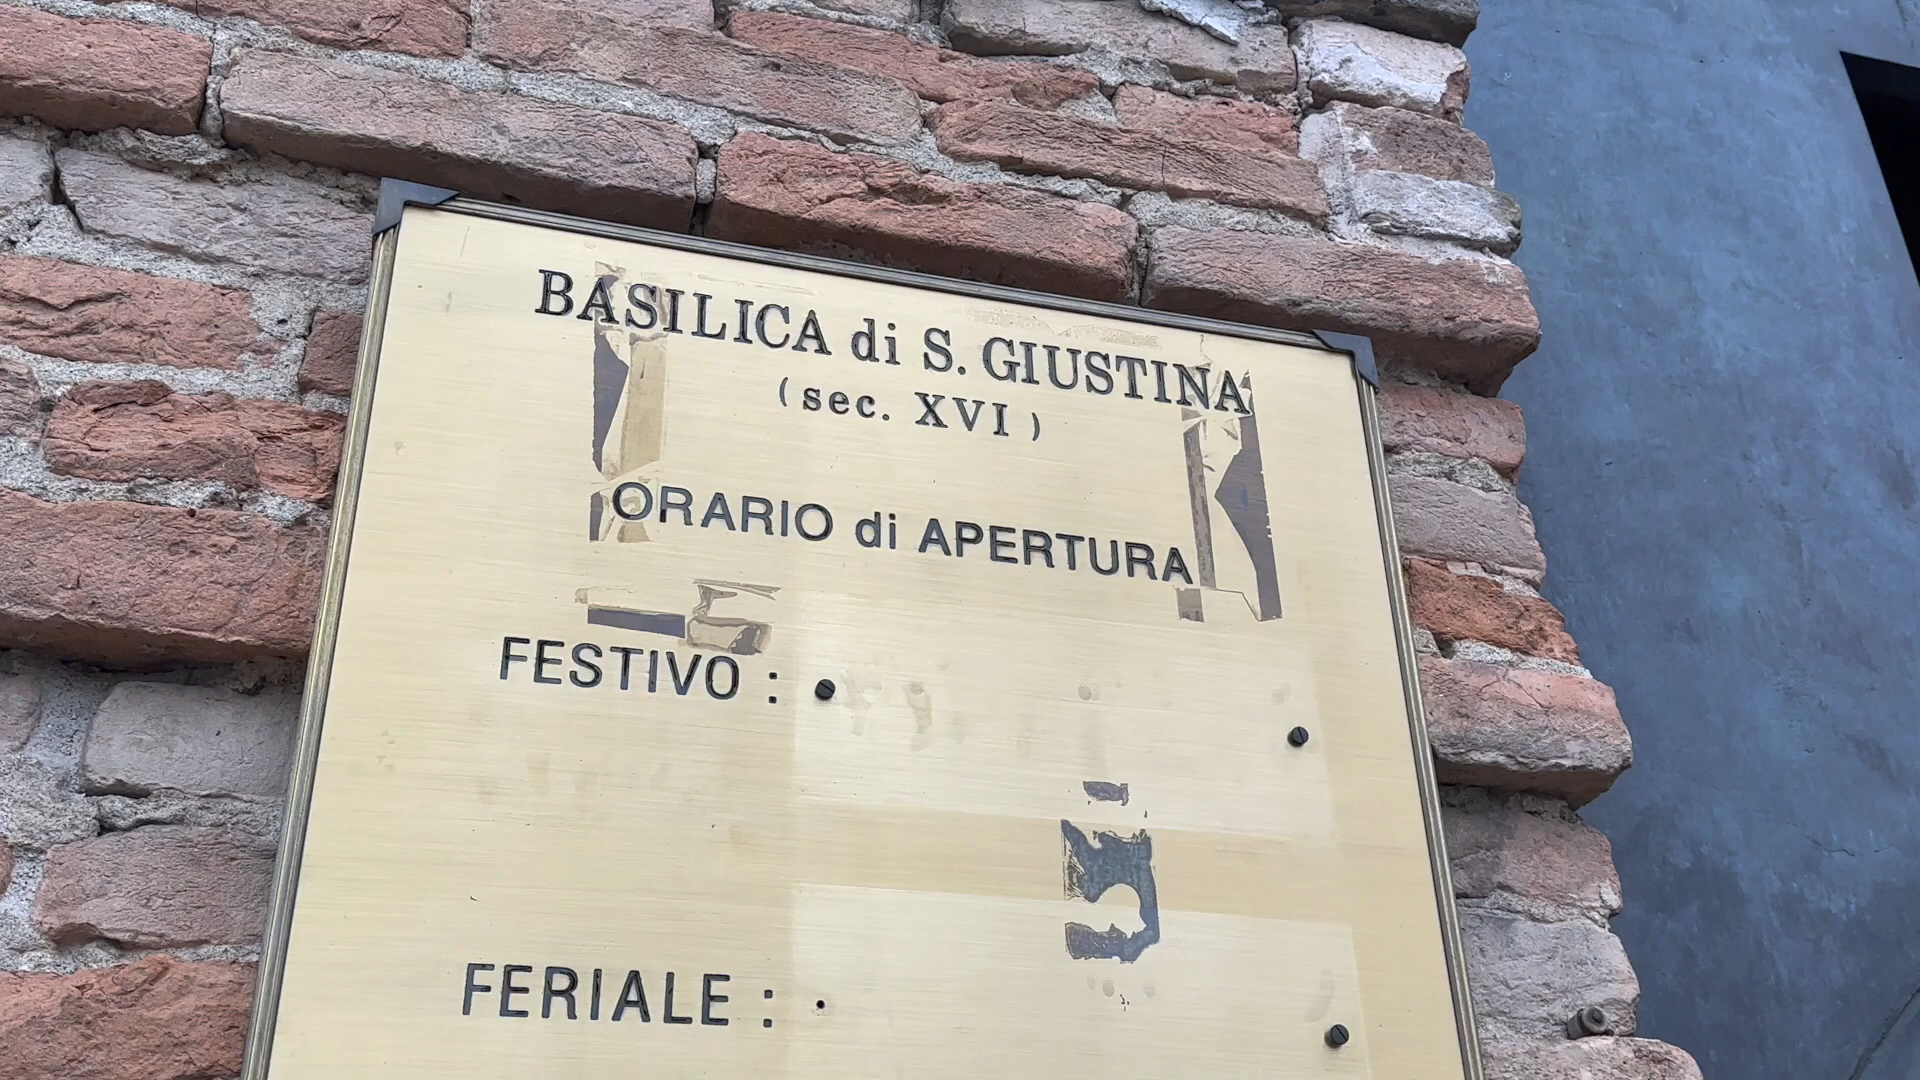 BASILICA di S. GIUSTINA
(sec. XVI)
ORARIO di APERTURA
FESTIVO :
FERIALE :